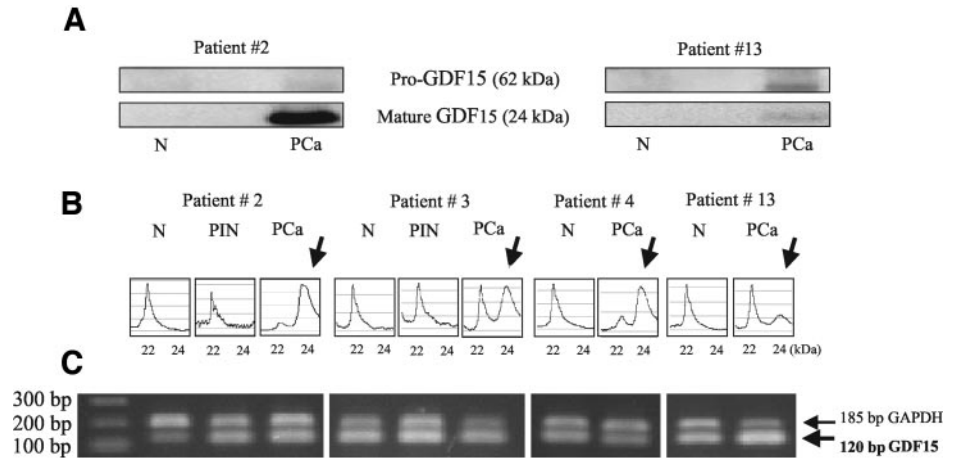 A
Patient #2
Patient #13
Pro-GDF15 (62 kDa)
Mature GDF15 (24 kDa)
N PCa
N PCa
B
Patient # 2 Patient # 3 Patient # 4 Patient # 13
N PIN PCa N PIN PCa N PCa N PCa
22 24 22 24 22 24 22 24 22 24 22 24 22 24 22 24 22 24 22 24 (kDa)
C
300 bp
200 bp
100 bp
185 bp GAPDH
120 bp GDF15